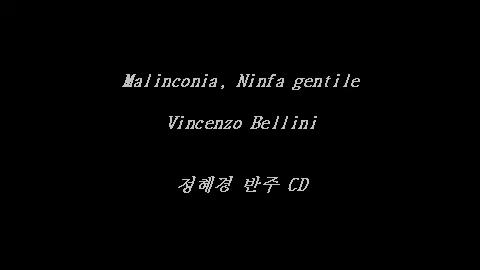 Malinconia, Ninfa gentile
Vincenzo Bellini
정혜경 반주 CD